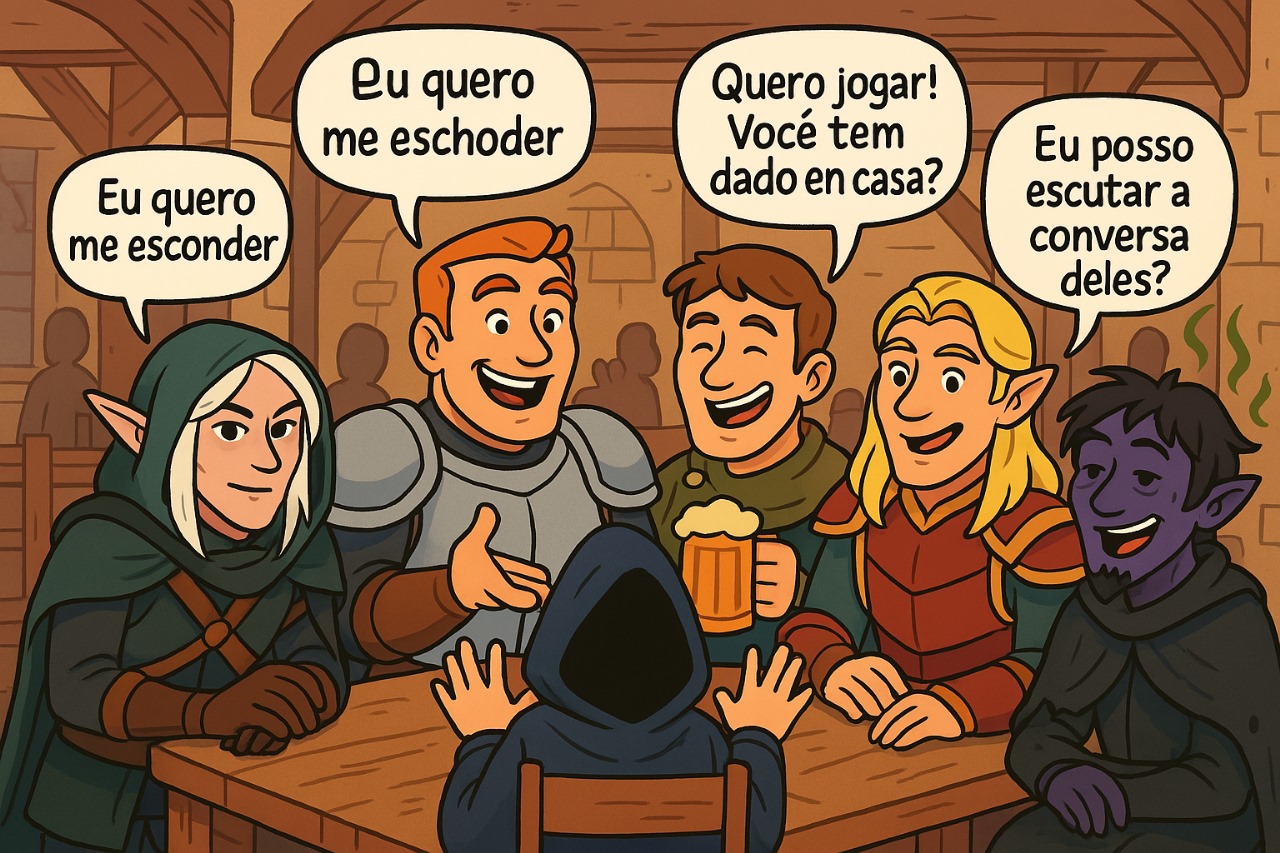 Eu quero
me esconder
Eu quero
me eschoder
Quero jogar!
Vocé tem
dado en casa?
Eu posso
escutar a
conversa
deles?